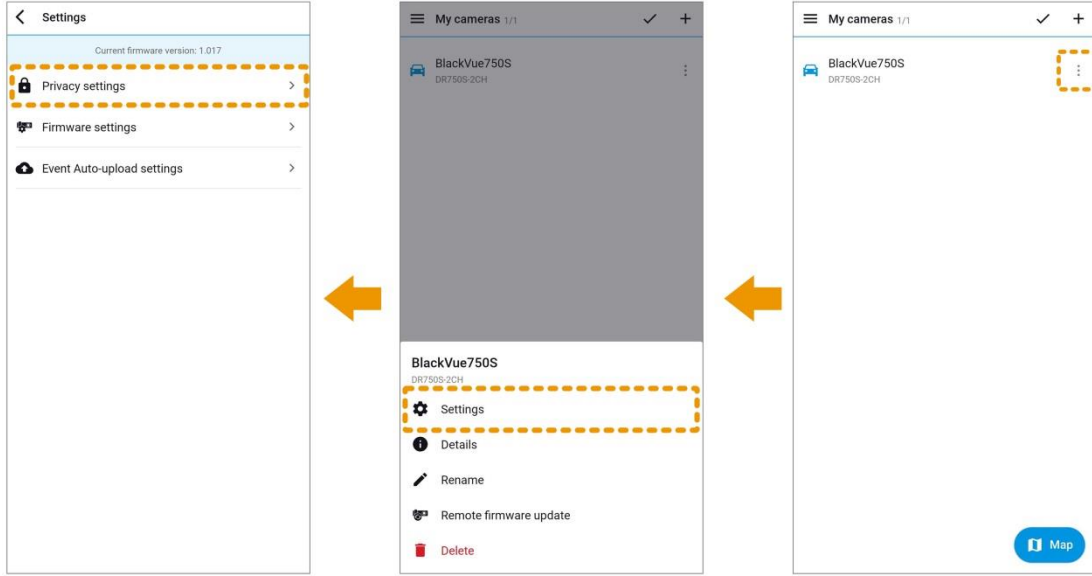 Settings
Current firmware version: 1.017
Privacy settings
Firmware settings
Event Auto-upload settings
My cameras 1/1
BlackVue750S
DR750S-2CH
BlackVue750S
DR750S-2CH
Settings
Details
Rename
Remote firmware update
Delete
My cameras 1/1
BlackVue750S
DR750S-2CH
Map